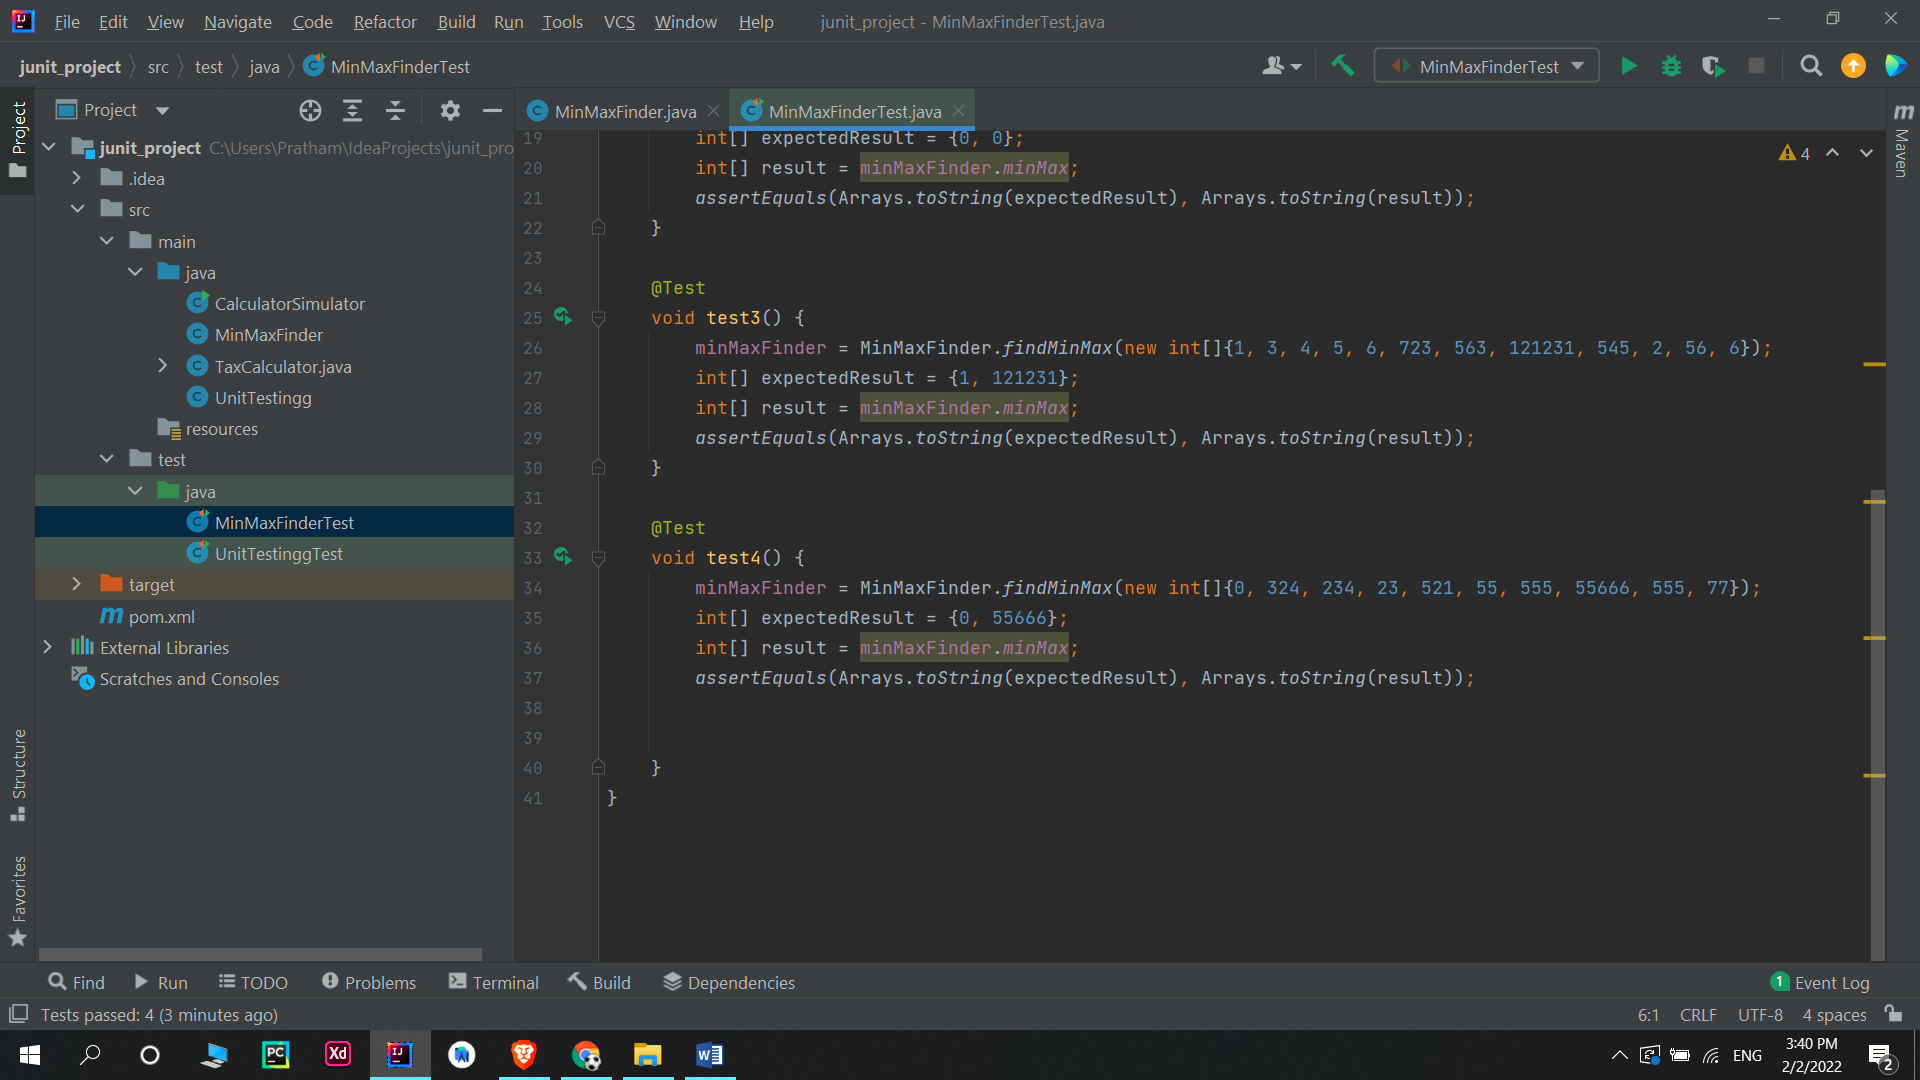 File Edit View Navigate Code Refactor Build Run Tools VCS Window Help junit_project - MinMaxFinderTest.java
junit_project src test java MinMaxFinderTest MinMaxFinderTest
Project MinMaxFinder.java MinMaxFinderTest.java
Project
Maven
Structure
Favorites
junit_project C:\Users\Pratham\IdeaProjects\junit_pro
.idea
src
main
java
CalculatorSimulator
MinMaxFinder
TaxCalculator.java
UnitTestingg
resources
test
java
MinMaxFinderTest
UnitTestinggTest
target
pom.xml
External Libraries
Scratches and Consoles
4
19 int[] expectedResult = {0, 0};
20 int[] result = minMaxFinder.minMax;
21 assertEquals(Arrays.toString(expectedResult), Arrays.toString(result));
22 }
23
24 @Test
25 void test3() {
26 minMaxFinder = MinMaxFinder.findMinMax(new int[]{1, 3, 4, 5, 6, 723, 563, 121231, 545, 2, 56, 6});
27 int[] expectedResult = {1, 121231};
28 int[] result = minMaxFinder.minMax;
29 assertEquals(Arrays.toString(expectedResult), Arrays.toString(result));
30 }
31
32 @Test
33 void test4() {
34 minMaxFinder = MinMaxFinder.findMinMax(new int[]{0, 324, 234, 23, 521, 55, 555, 55666, 555, 77});
35 int[] expectedResult = {0, 55666};
36 int[] result = minMaxFinder.minMax;
37 assertEquals(Arrays.toString(expectedResult), Arrays.toString(result));
38
39
40 }
41 }
Find Run TODO Problems Terminal Build Dependencies 1 Event Log
Tests passed: 4 (3 minutes ago) 6:1 CRLF UTF-8 4 spaces
PC Xd IJ W ENG 3:40 PM
2/2/2022 2